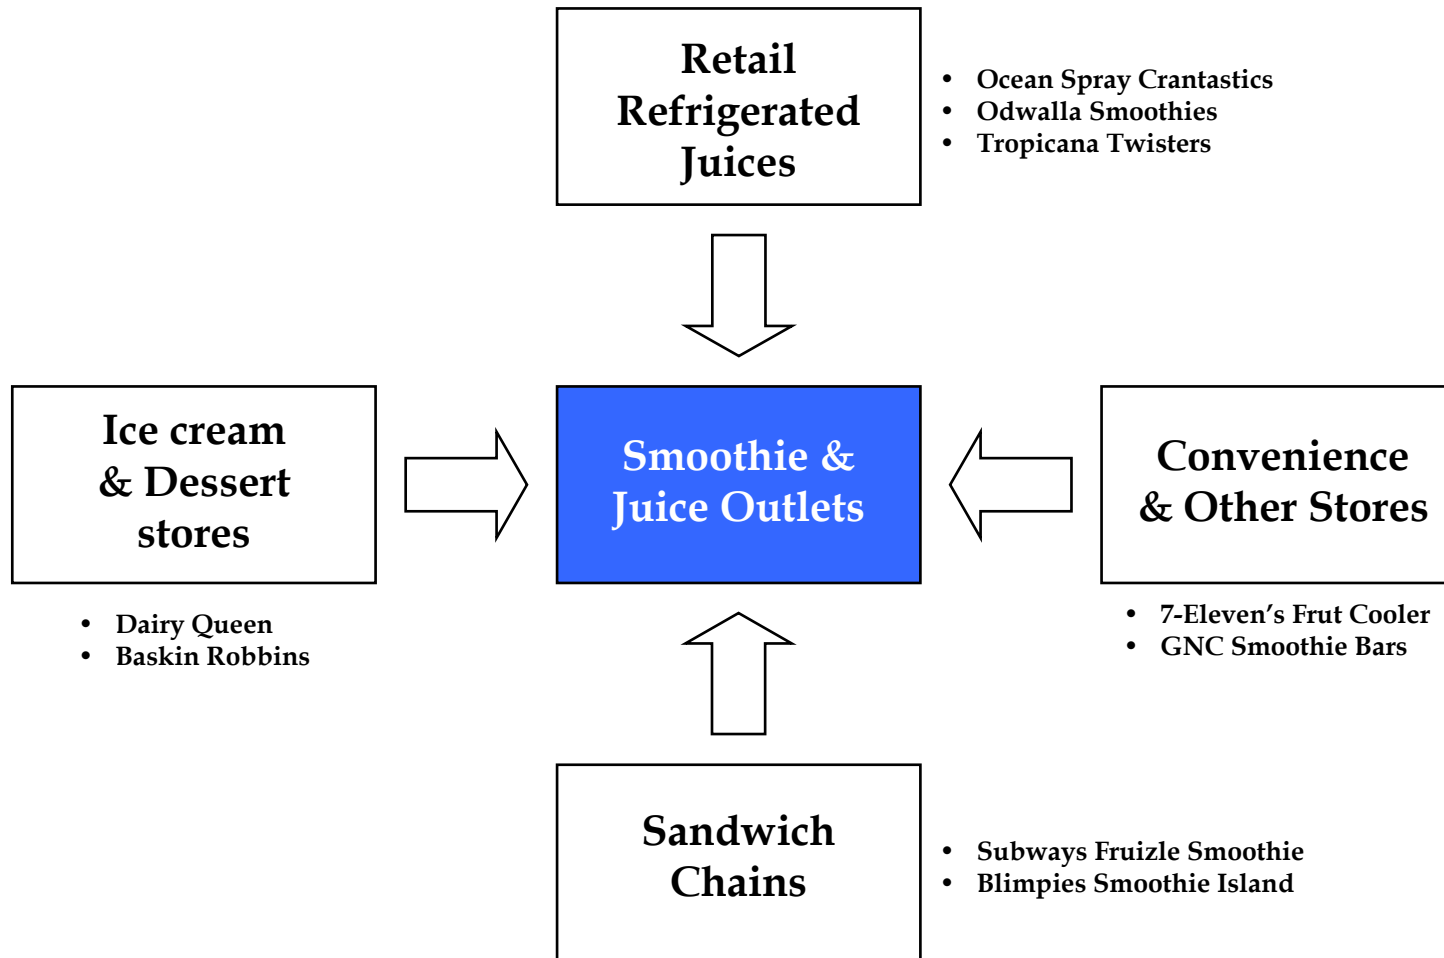 Retail
Refrigerated
Juices
• Ocean Spray Crantastics
• Odwalla Smoothies
• Tropicana Twisters
Ice cream
& Dessert
stores
• Dairy Queen
• Baskin Robbins
Smoothie &
Juice Outlets
Convenience
& Other Stores
• 7-Eleven’s Frut Cooler
• GNC Smoothie Bars
Sandwich
Chains
• Subways Fruizle Smoothie
• Blimpies Smoothie Island